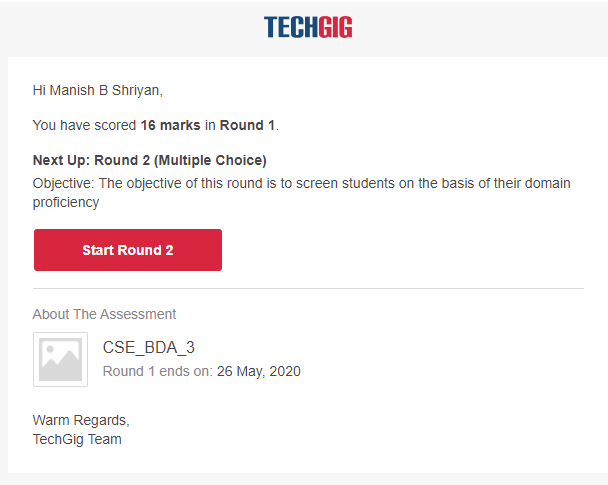 TECHGIG
Hi Manish B Shriyan,
You have scored 16 marks in Round 1.
Next Up: Round 2 (Multiple Choice)
Objective: The objective of this round is to screen students on the basis of their domain
proficiency
Start Round 2
About The Assessment
CSE_BDA_3
Round 1 ends on: 26 May, 2020
Warm Regards,
TechGig Team